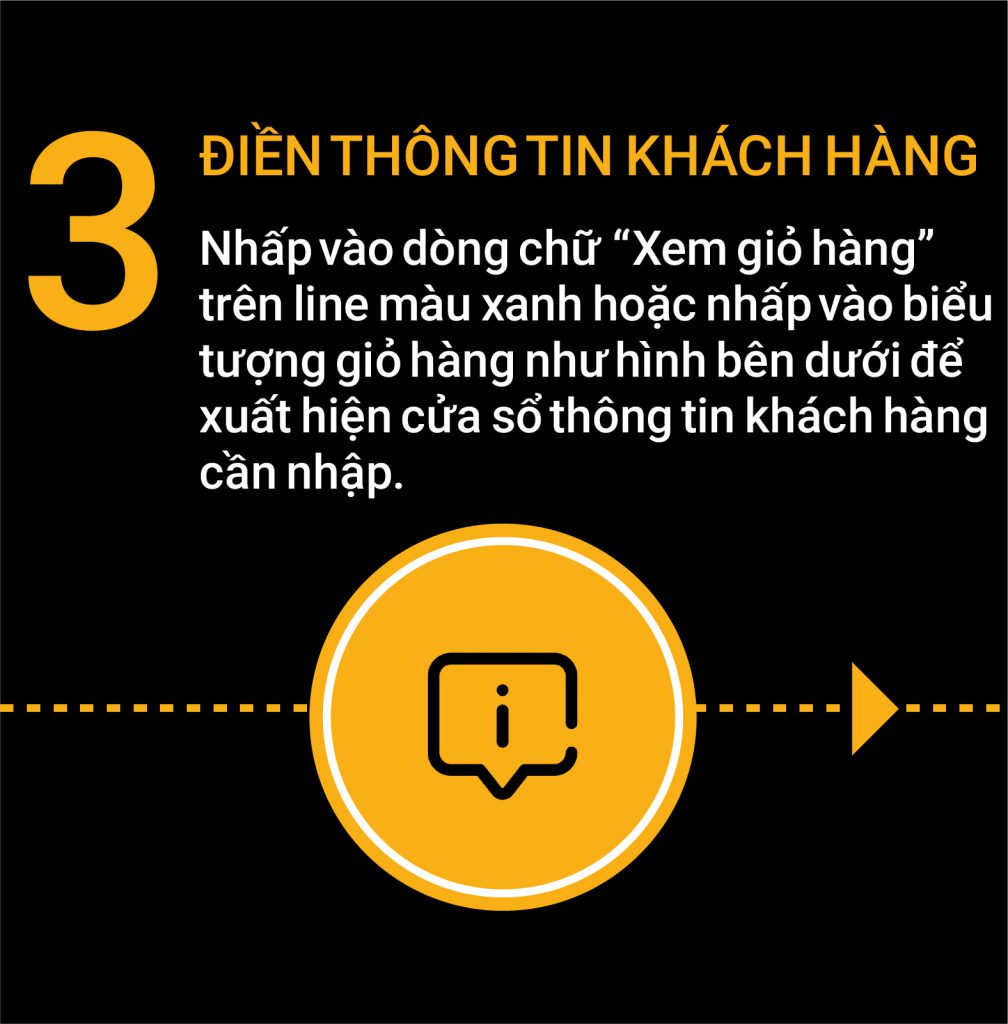 3
ĐIỀN THÔNG TIN KHÁCH HÀNG
Nhấp vào dòng chữ “Xem giỏ hàng”
trên line màu xanh hoặc nhấp vào biểu
tượng giỏ hàng như hình bên dưới để
xuất hiện cửa sổ thông tin khách hàng
cần nhập.
i